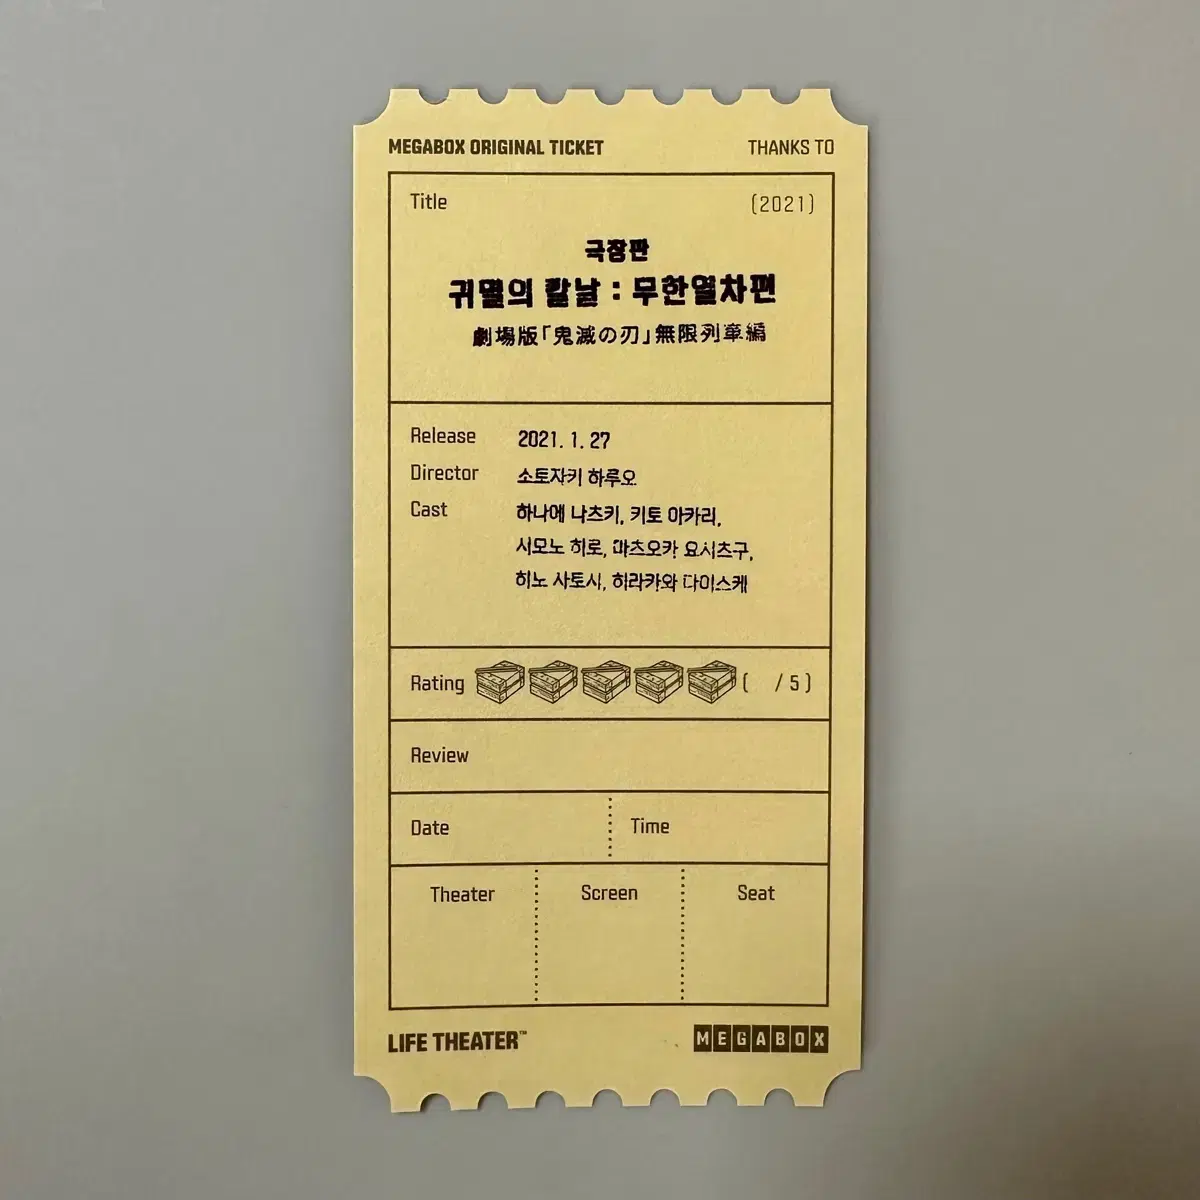 MEGABOX ORIGINAL TICKET THANKS TO
Title (2021)
극장판
귀멸의 칼날 : 무한열차편
劇場版「鬼滅の刃」無限列車編
Release 2021. 1. 27
Director 소토자키 하루오
Cast 하나에 나츠키, 키토 아카리,
시모노 히로, 마츠오카 요시츠구,
히노 사토시, 히라카와 다이스케
Rating ( / 5 )
Review
Date Time
Theater Screen Seat
LIFE THEATER™ MEGABOX